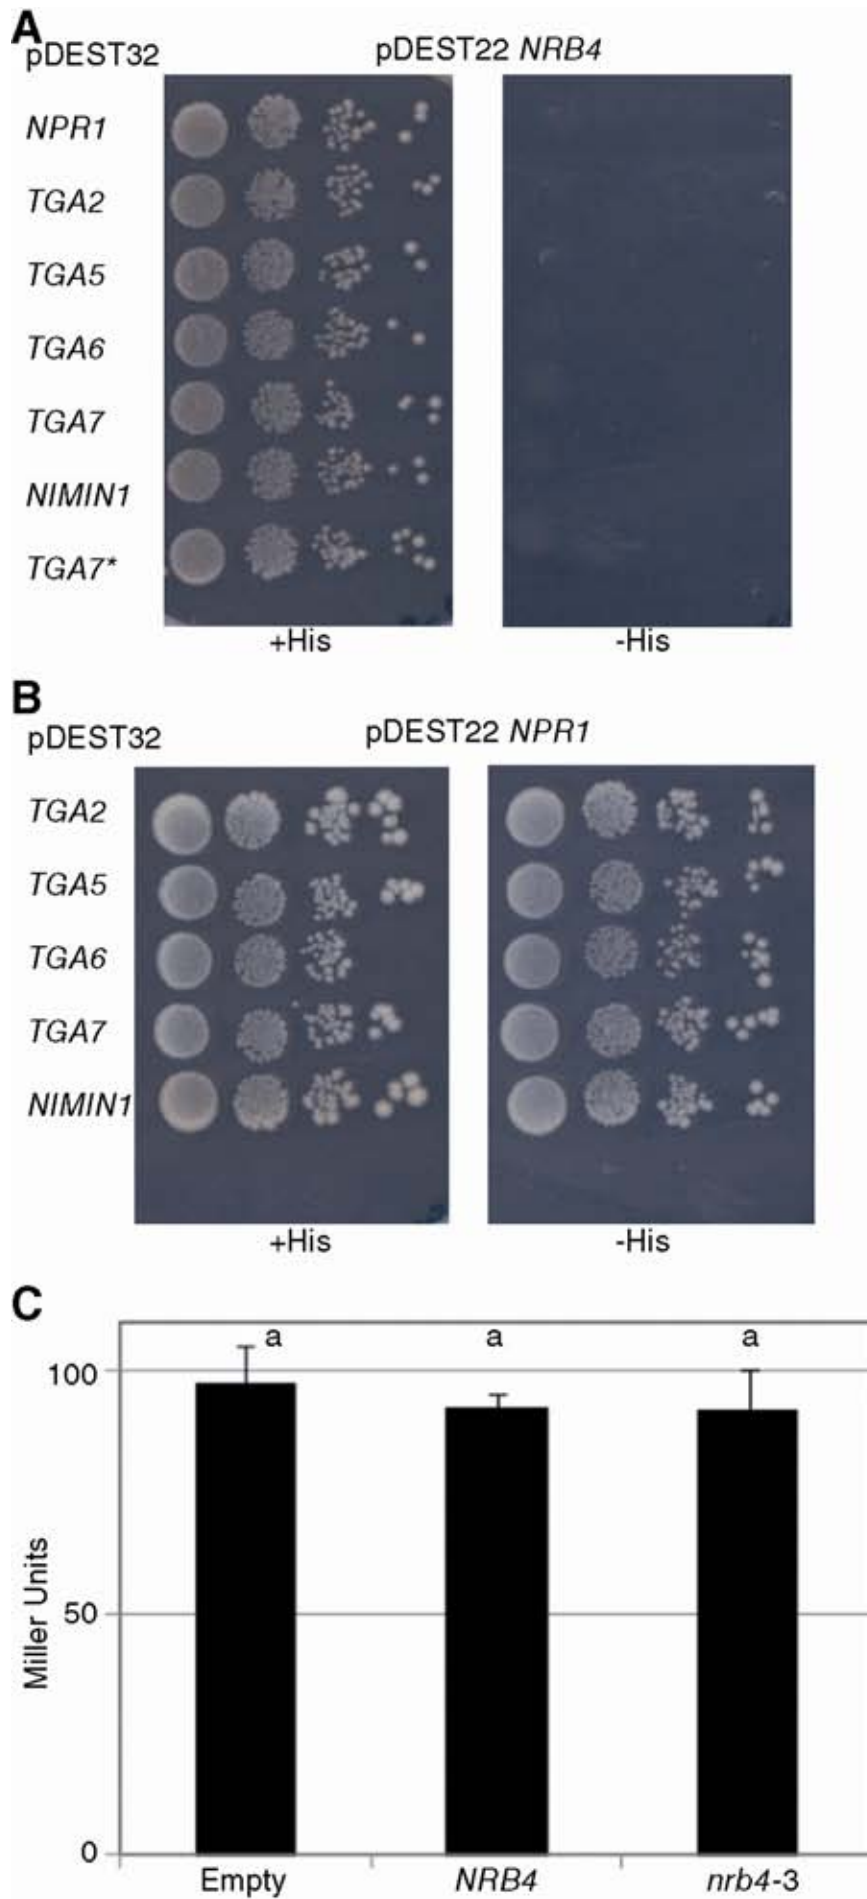 A
pDEST32 pDEST22 NRB4
NPR1
TGA2
TGA5
TGA6
TGA7
NIMIN1
TGA7*
+His -His
B
pDEST32 pDEST22 NPR1
TGA2
TGA5
TGA6
TGA7
NIMIN1
+His -His
C
a a a
100
50
0
Miller Units
Empty NRB4 nrb4-3